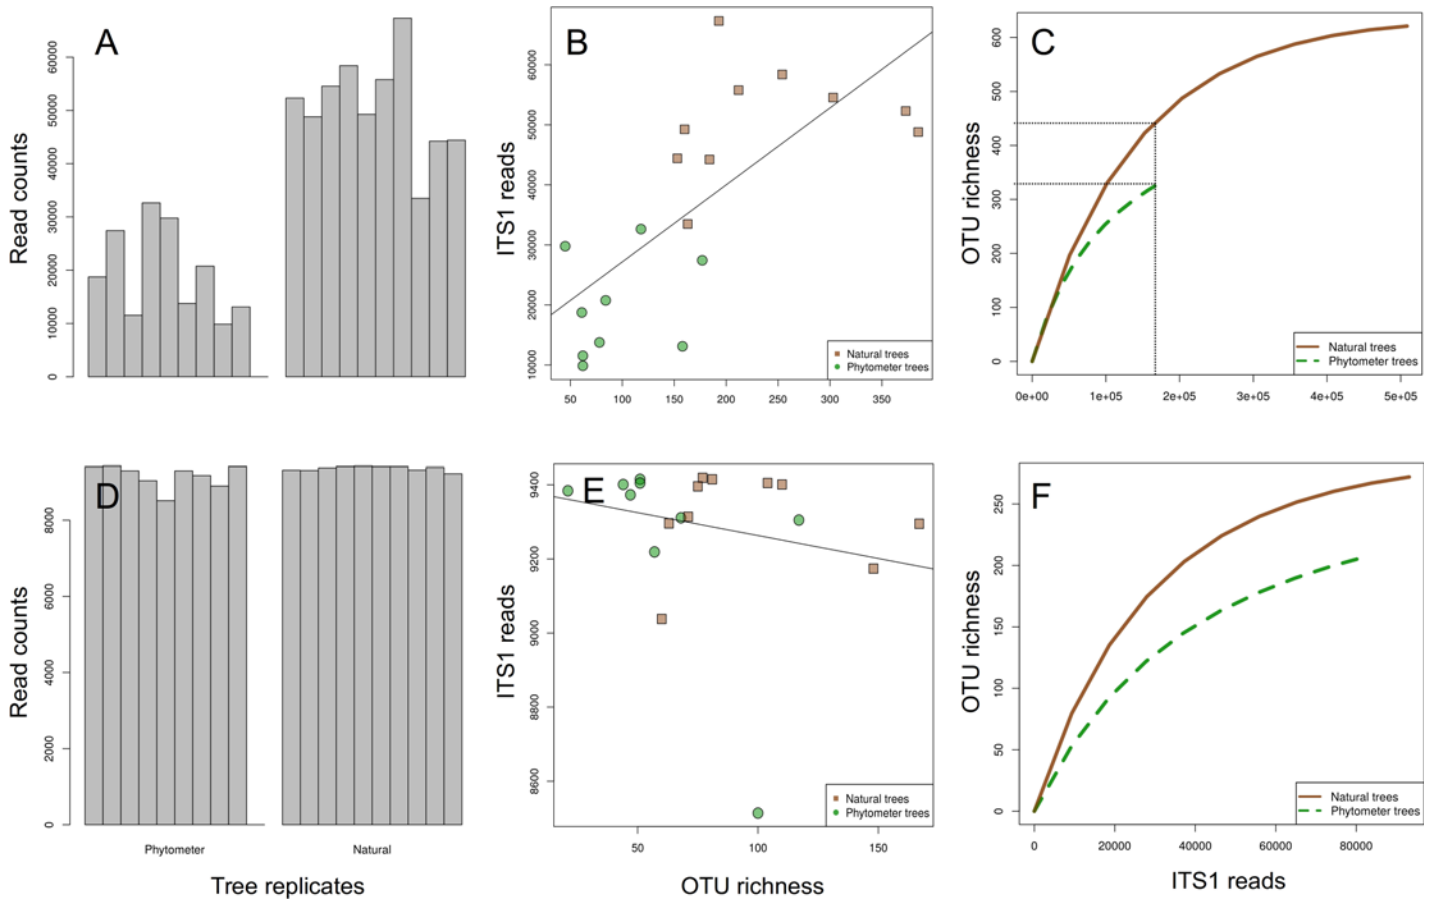 A
Read counts
0 10000 20000 30000 40000 50000 60000
B
ITS1 reads
10000 20000 30000 40000 50000 60000
50 100 150 200 250 300 350
Natural trees
Phytometer trees
C
OTU richness
0 100 200 300 400 500 600
0e+00 1e+05 2e+05 3e+05 4e+05 5e+05
Natural trees
Phytometer trees
D
Read counts
0 2000 4000 6000 8000
Phytometer Natural
Tree replicates
E
ITS1 reads
8600 8800 9000 9200 9400
50 100 150
Natural trees
Phytometer trees
OTU richness
F
OTU richness
0 50 100 150 200 250
0 20000 40000 60000 80000
Natural trees
Phytometer trees
ITS1 reads